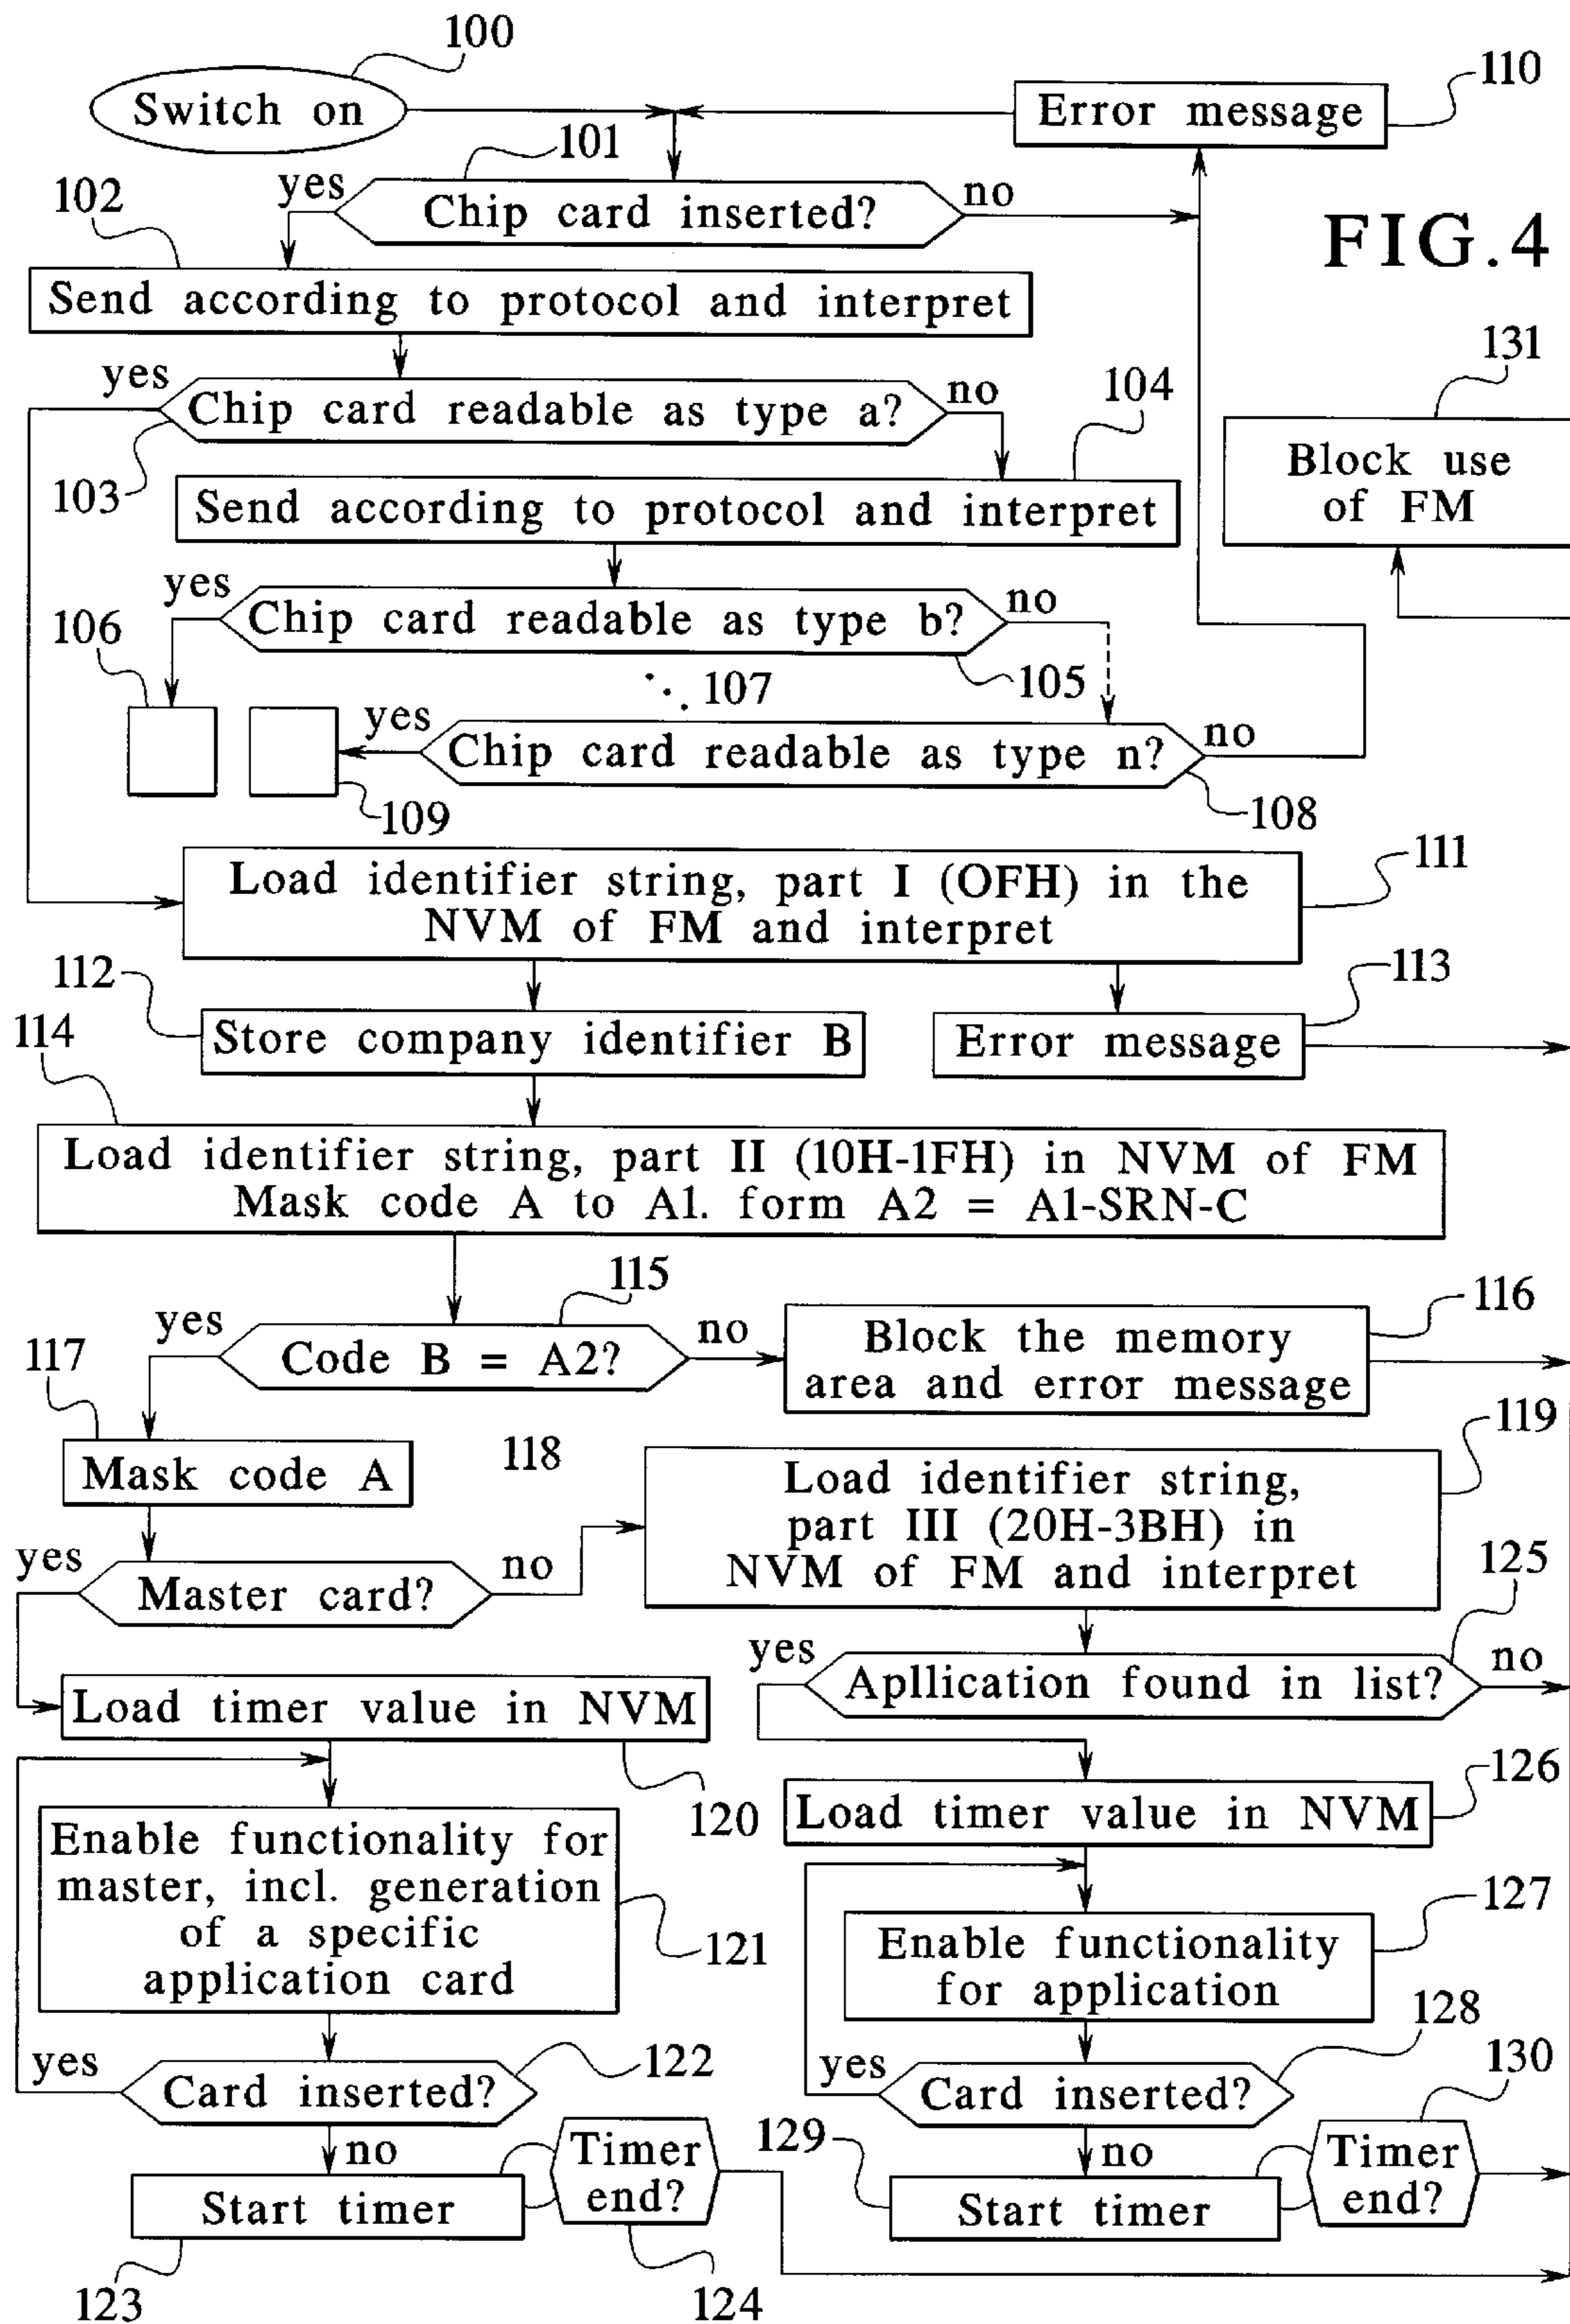 100
Switch on
Error message
110
101
yes
Chip card inserted?
no
102
FIG.4
Send according to protocol and interpret
131
yes
Chip card readable as type a?
no
104
Block use
of FM
103
Send according to protocol and interpret
yes
Chip card readable as type b?
no
106
105
107
yes
Chip card readable as type n?
no
109
108
Load identifier string, part I (OFH) in the
NVM of FM and interpret
111
112
113
Store company identifier B
Error message
114
Load identifier string, part II (10H-1FH) in NVM of FM
Mask code A to A1. form A2 = A1-SRN-C
115
116
yes
Code B = A2?
no
Block the memory
area and error message
117
119
Mask code A
118
Load identifier string,
part III (20H-3BH) in
NVM of FM and interpret
yes
Master card?
no
125
yes
Apllication found in list?
no
Load timer value in NVM
120
126
Load timer value in NVM
Enable functionality for
master, incl. generation
of a specific
application card
121
127
Enable functionality
for application
128
yes
Card inserted?
122
yes
Card inserted?
130
no
Timer
end?
129
no
Timer
end?
Start timer
Start timer
123
124